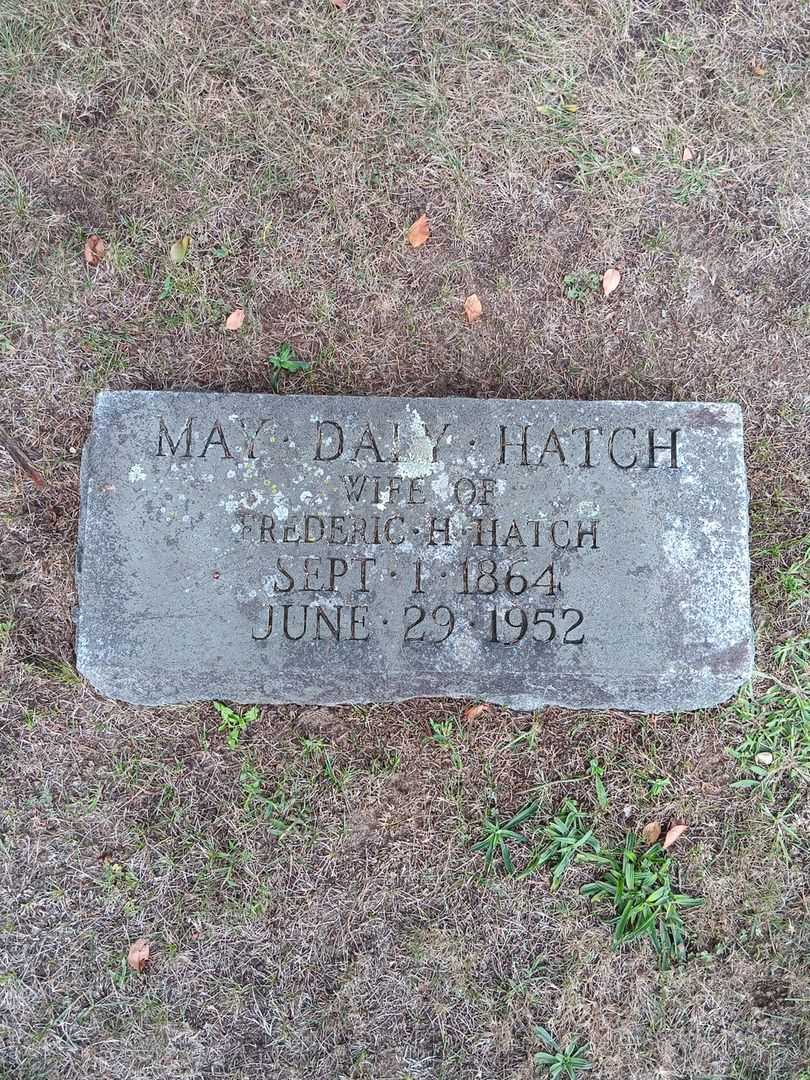 MAY · DALY · HATCH
WIFE OF
FREDERIC · H · HATCH
SEPT · 1 · 1864
JUNE · 29 · 1952